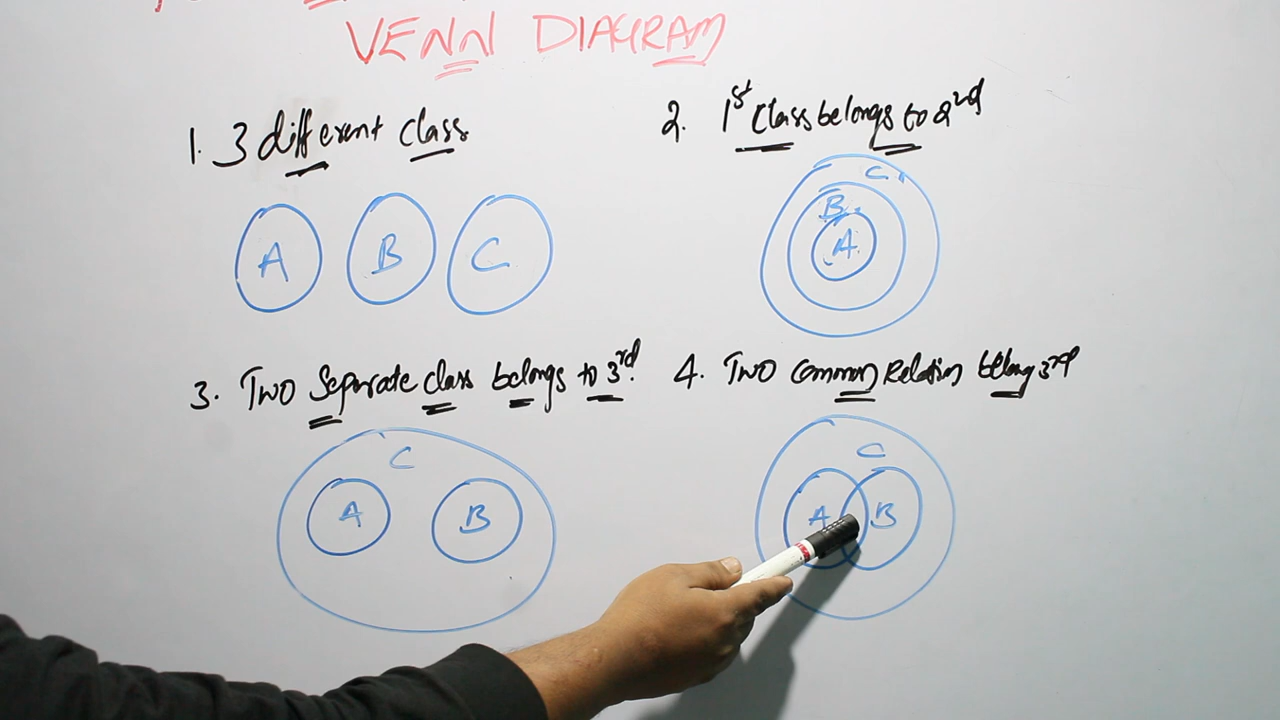 VENN DIAGRAM
1. 3 different class
A B C
2. 1st class belongs to 2nd
C
B
A
3. Two Separate class belongs to 3rd.
C
A B
4. Two Common Relation belong 3rd
C
A B